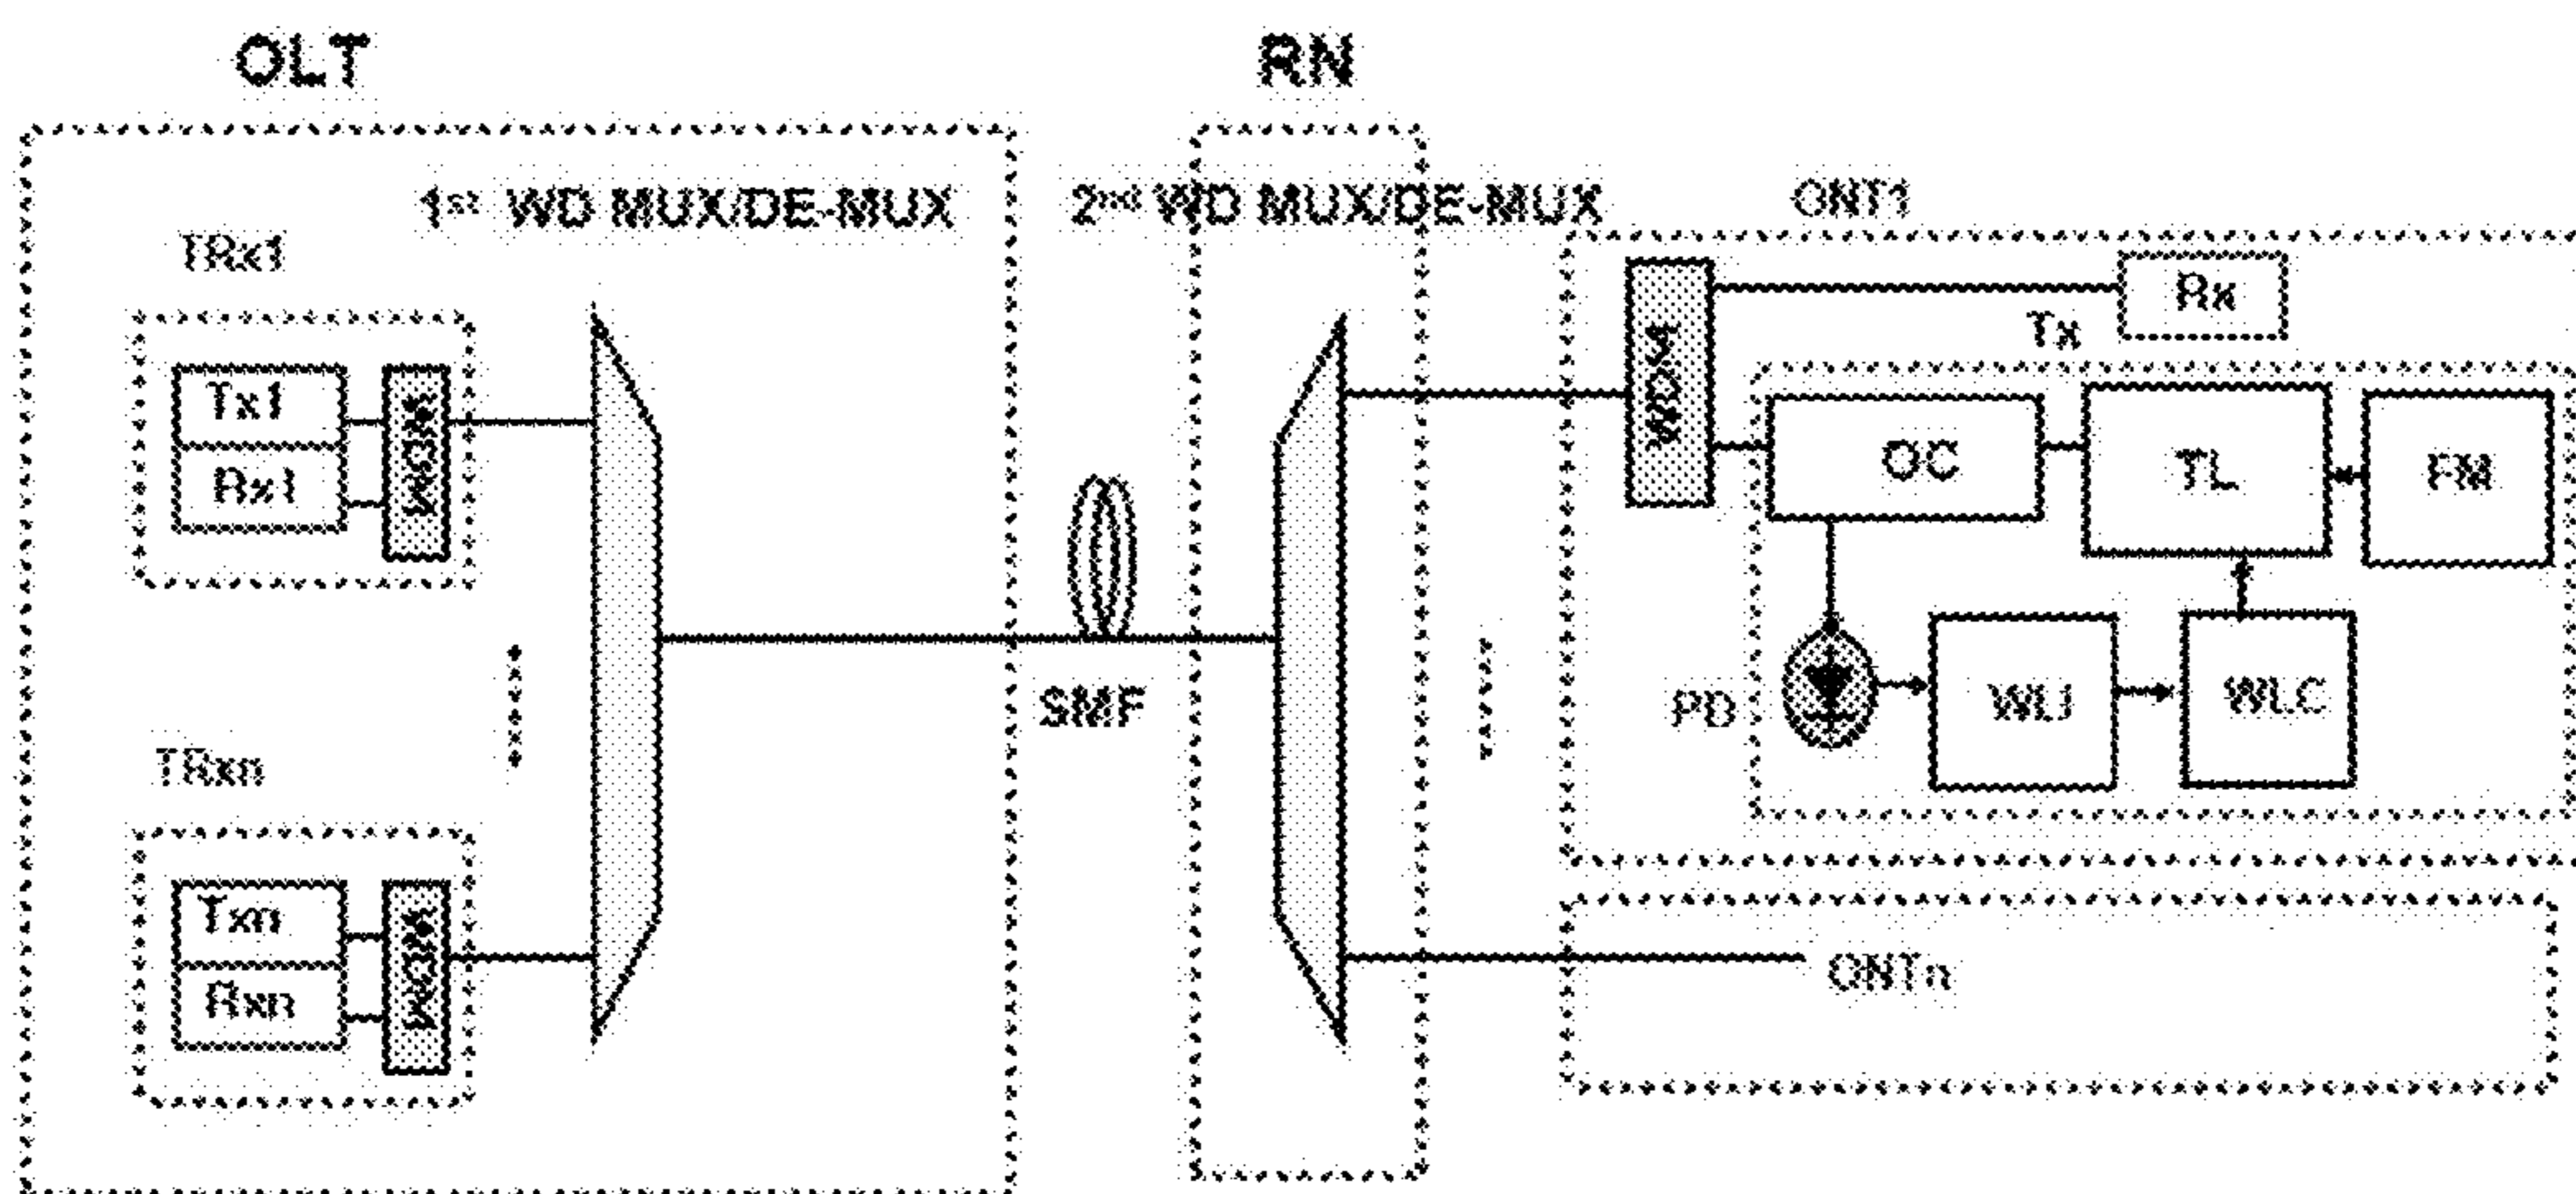 OLT
RN
1st WD MUX/DE-MUX
2nd WD MUX/DE-MUX
ONT1
TRx1
Rx
Tx
Tx1
WDM
WDM
OC
TL
FM
Rx1
SMF
PD
WLI
WLC
TRxn
Txn
WDM
Rxn
ONTn